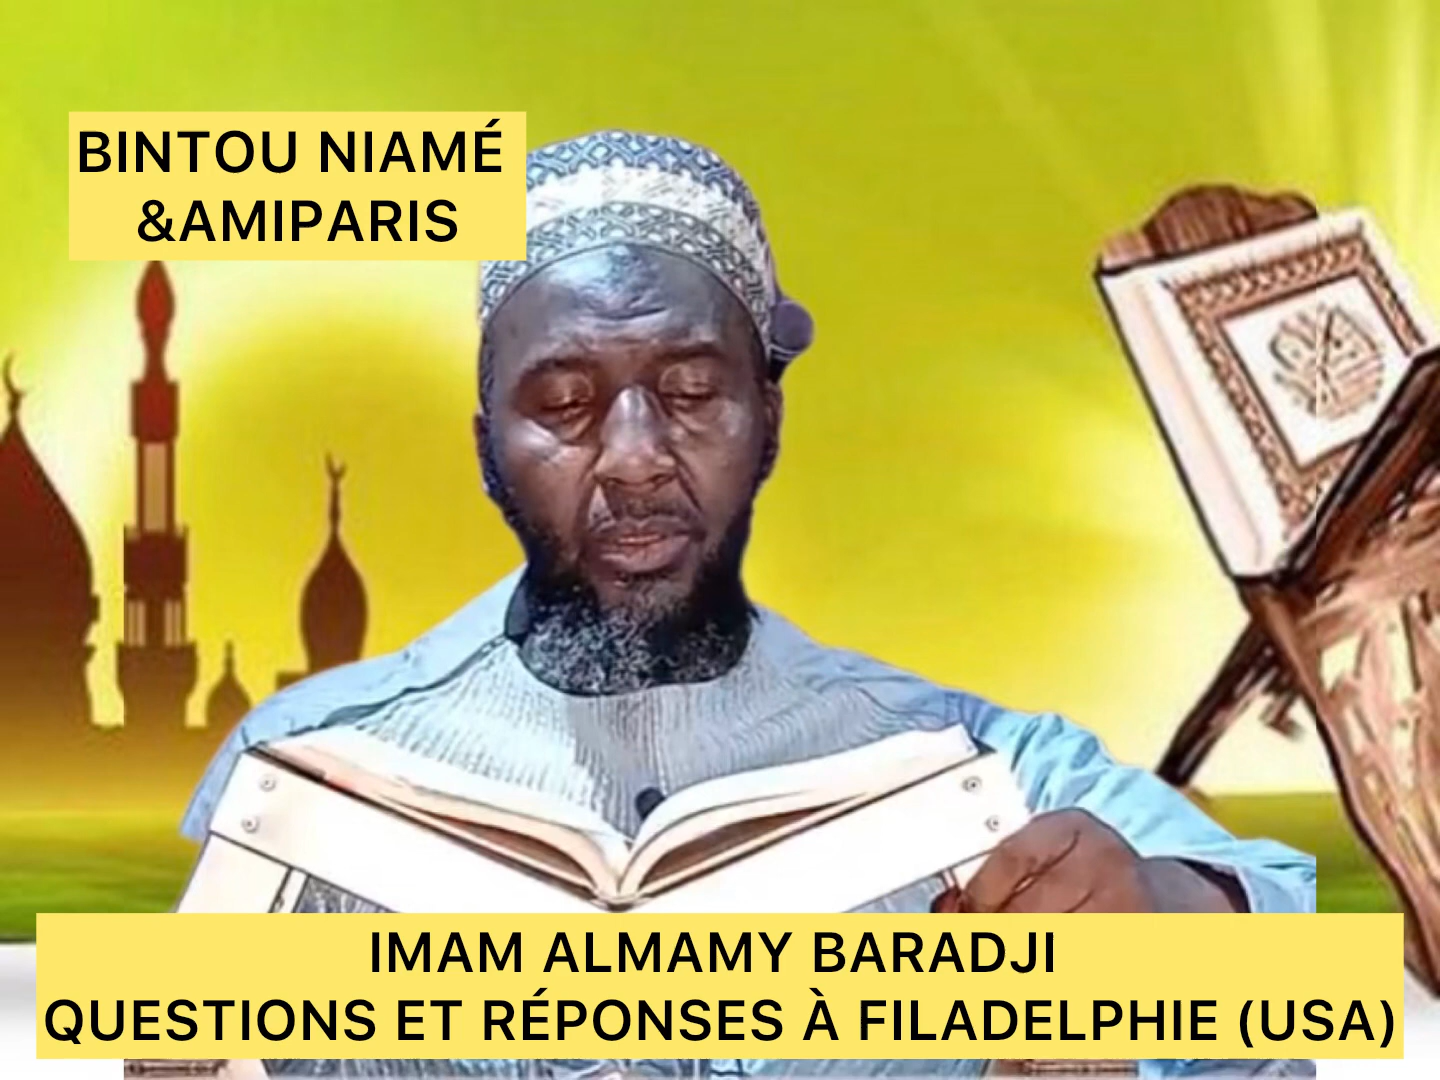 BINTOU NIAMÉ
&AMIPARIS
IMAM ALMAMY BARADJI
QUESTIONS ET RÉPONSES À FILADELPHIE (USA)